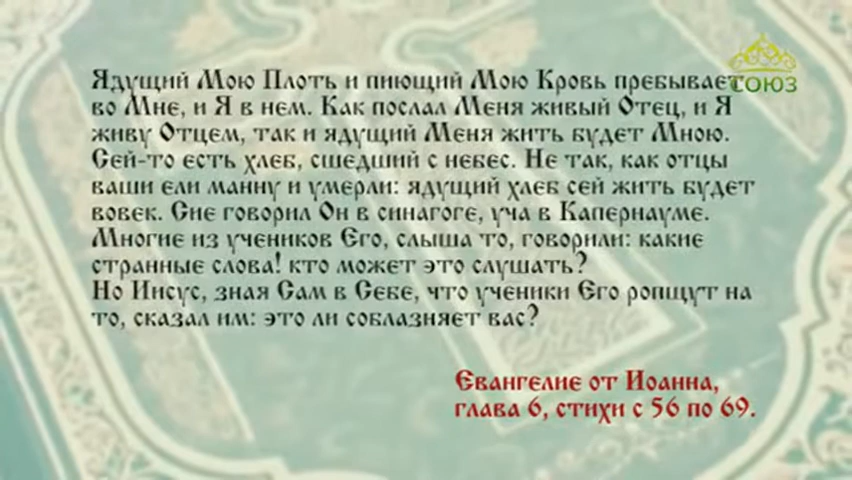 СОЮЗ
Ядущий Мою Плоть и пиющий Мою Кровь пребывает
во Мне, и Я в нем. Как послал Меня живый Отец, и Я
живу Отцем, так и ядущий Меня жить будет Мною.
Сей-то есть хлеб, сшедший с небес. Не так, как отцы
ваши ели манну и умерли: ядущий хлеб сей жить будет
вовек. Сие говорил Он в синагоге, уча в Капернауме.
Многие из учеников Его, слыша то, говорили: какие
странные слова! кто может это слушать?
Но Иисус, зная Сам в Себе, что ученики Его ропщут на
то, сказал им: это ли соблазняет вас?
Евангелие от Иоанна,
глава 6, стихи с 56 по 69.